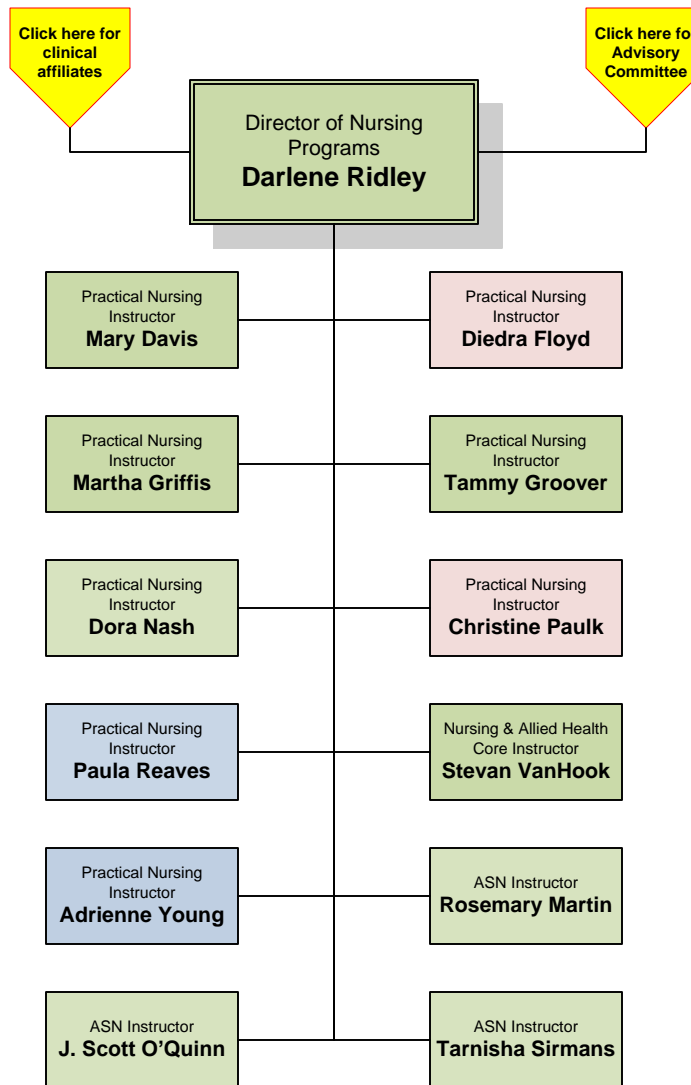 Click here for
clinical
affiliates
Click here fo
Advisory
Committee
Director of Nursing
Programs
Darlene Ridley
Practical Nursing
Instructor
Mary Davis
Practical Nursing
Instructor
Diedra Floyd
Practical Nursing
Instructor
Martha Griffis
Practical Nursing
Instructor
Tammy Groover
Practical Nursing
Instructor
Dora Nash
Practical Nursing
Instructor
Christine Paulk
Practical Nursing
Instructor
Paula Reaves
Nursing & Allied Health
Core Instructor
Stevan VanHook
Practical Nursing
Instructor
Adrienne Young
ASN Instructor
Rosemary Martin
ASN Instructor
J. Scott O’Quinn
ASN Instructor
Tarnisha Sirmans